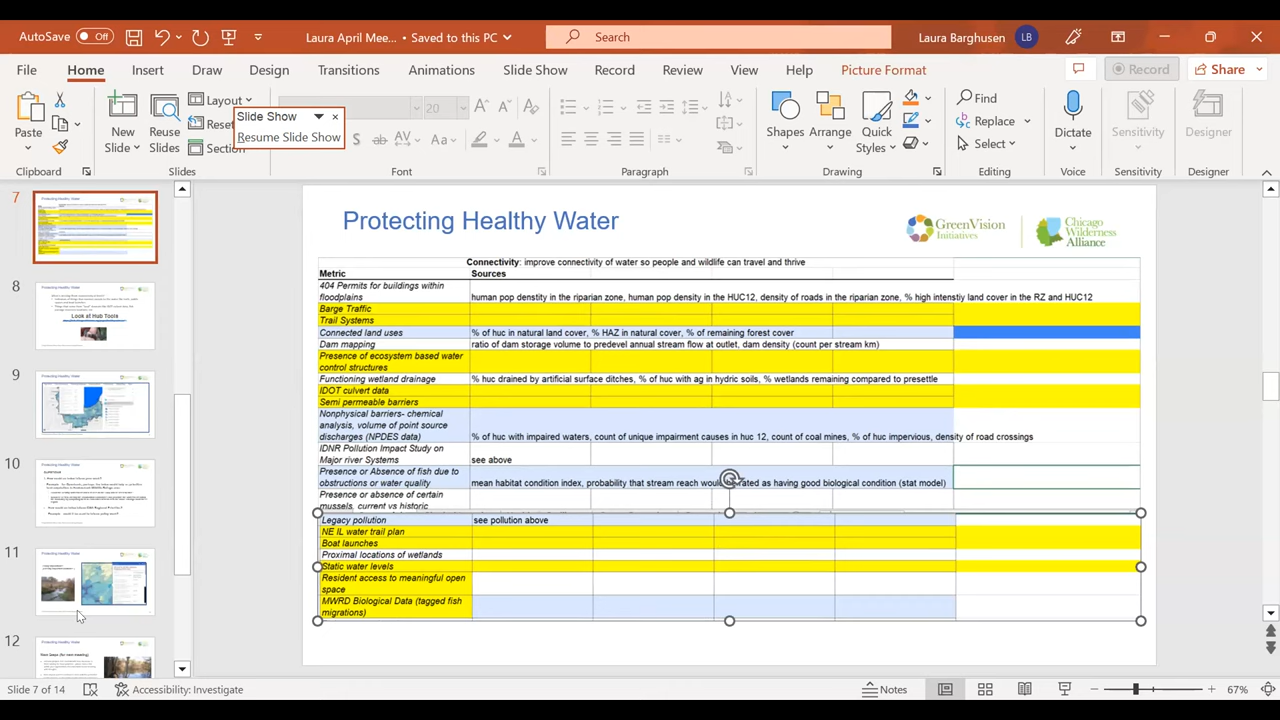 AutoSave Off Laura April Mee... • Saved to this PC Search Laura Barghusen LB
File Home Insert Draw Design Transitions Animations Slide Show Record Review View Help Picture Format Record Share
Paste New Slide Reuse Slides Layout Reset Section 20 Shapes Arrange Quick Styles Find Replace Select Dictate Sensitivity Designer
Slide Show
Resume Slide Show
Clipboard Slides Font Paragraph Drawing Editing Voice Sensitivity Designer
7
8
Look at Hub Tools
9
10
11
12
Protecting Healthy Water
GreenVision Initiatives
Chicago Wilderness Alliance
Connectivity: improve connectivity of water so people and wildlife can travel and thrive
Metric Sources
404 Permits for buildings within
floodplains human pop denstity in the riparian zone, human pop density in the HUC12, density of roads in the riparian zone, % high intenstiy land cover in the RZ and HUC12
Barge Traffic
Trail Systems
Connected land uses % of huc in natural land cover, % HAZ in natural cover, % of remaining forest cover
Dam mapping ratio of dam storage volume to predevel annual stream flow at outlet, dam density (count per stream km)
Presence of ecosystem based water
control structures
Functioning wetland drainage % huc drained by artificial surface ditches, % of huc with ag in hydric soils, % wetlands remaining compared to presettle
IDOT culvert data
Semi permeable barriers
Nonphysical barriers- chemical
analysis, volume of point source
discharges (NPDES data) % of huc with impaired waters, count of unique impairment causes in huc 12, count of coal mines, % of huc impervious, density of road crossings
IDNR Pollution Impact Study on
Major river Systems see above
Presence or Absence of fish due to
obstructions or water quality mean habitat condition index, probability that stream reach would rated as having good biological condition (stat model)
Presence or absence of certain
mussels, current vs historic
Legacy pollution see pollution above
NE IL water trail plan
Boat launches
Proximal locations of wetlands
Static water levels
Resident access to meaningful open
space
MWRD Biological Data (tagged fish
migrations)
Slide 7 of 14 Accessibility: Investigate Notes 67%